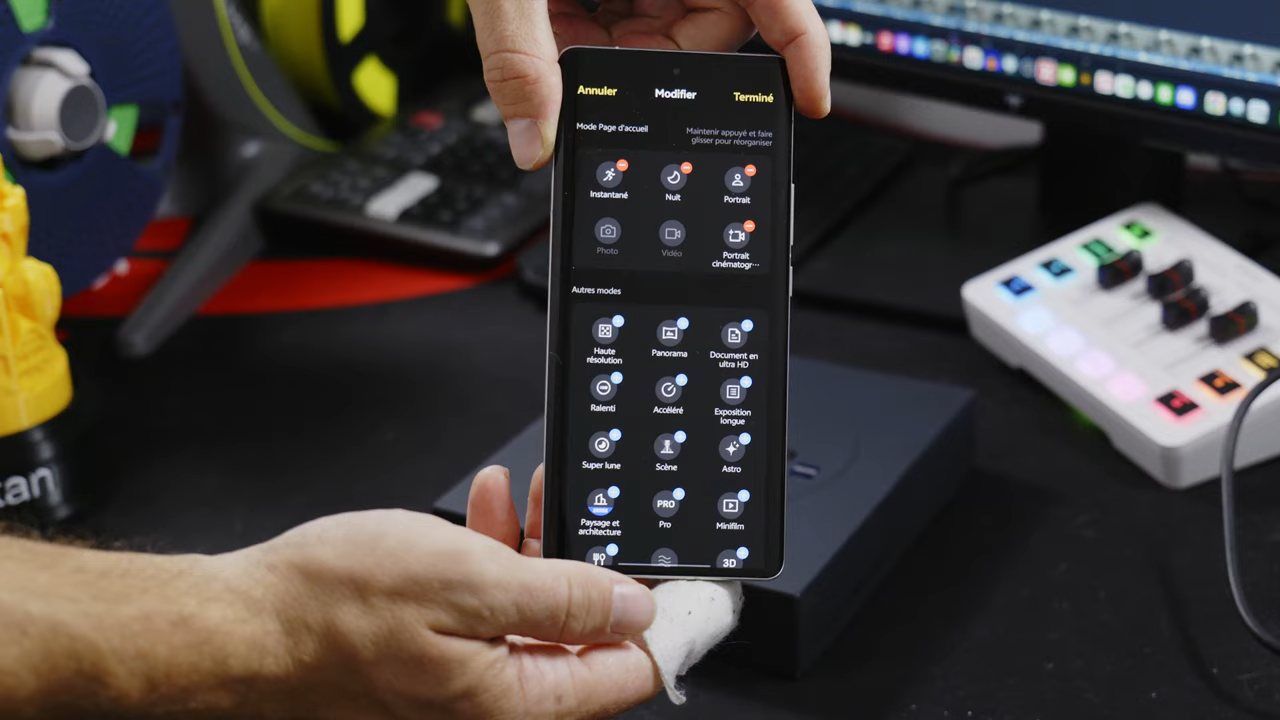 Annuler Modifier Terminé
Mode Page d'accueil
Maintenir appuyé et faire
glisser pour réorganiser
Instantané Nuit Portrait
Photo Vidéo Portrait
cinématogr···
Autres modes
Haute
résolution
Panorama
Document en
ultra HD
Ralenti Accéléré Exposition
longue
Super lune Scène Astro
Paysage et
architecture
PRO
Pro
Minifilm
3D
tan